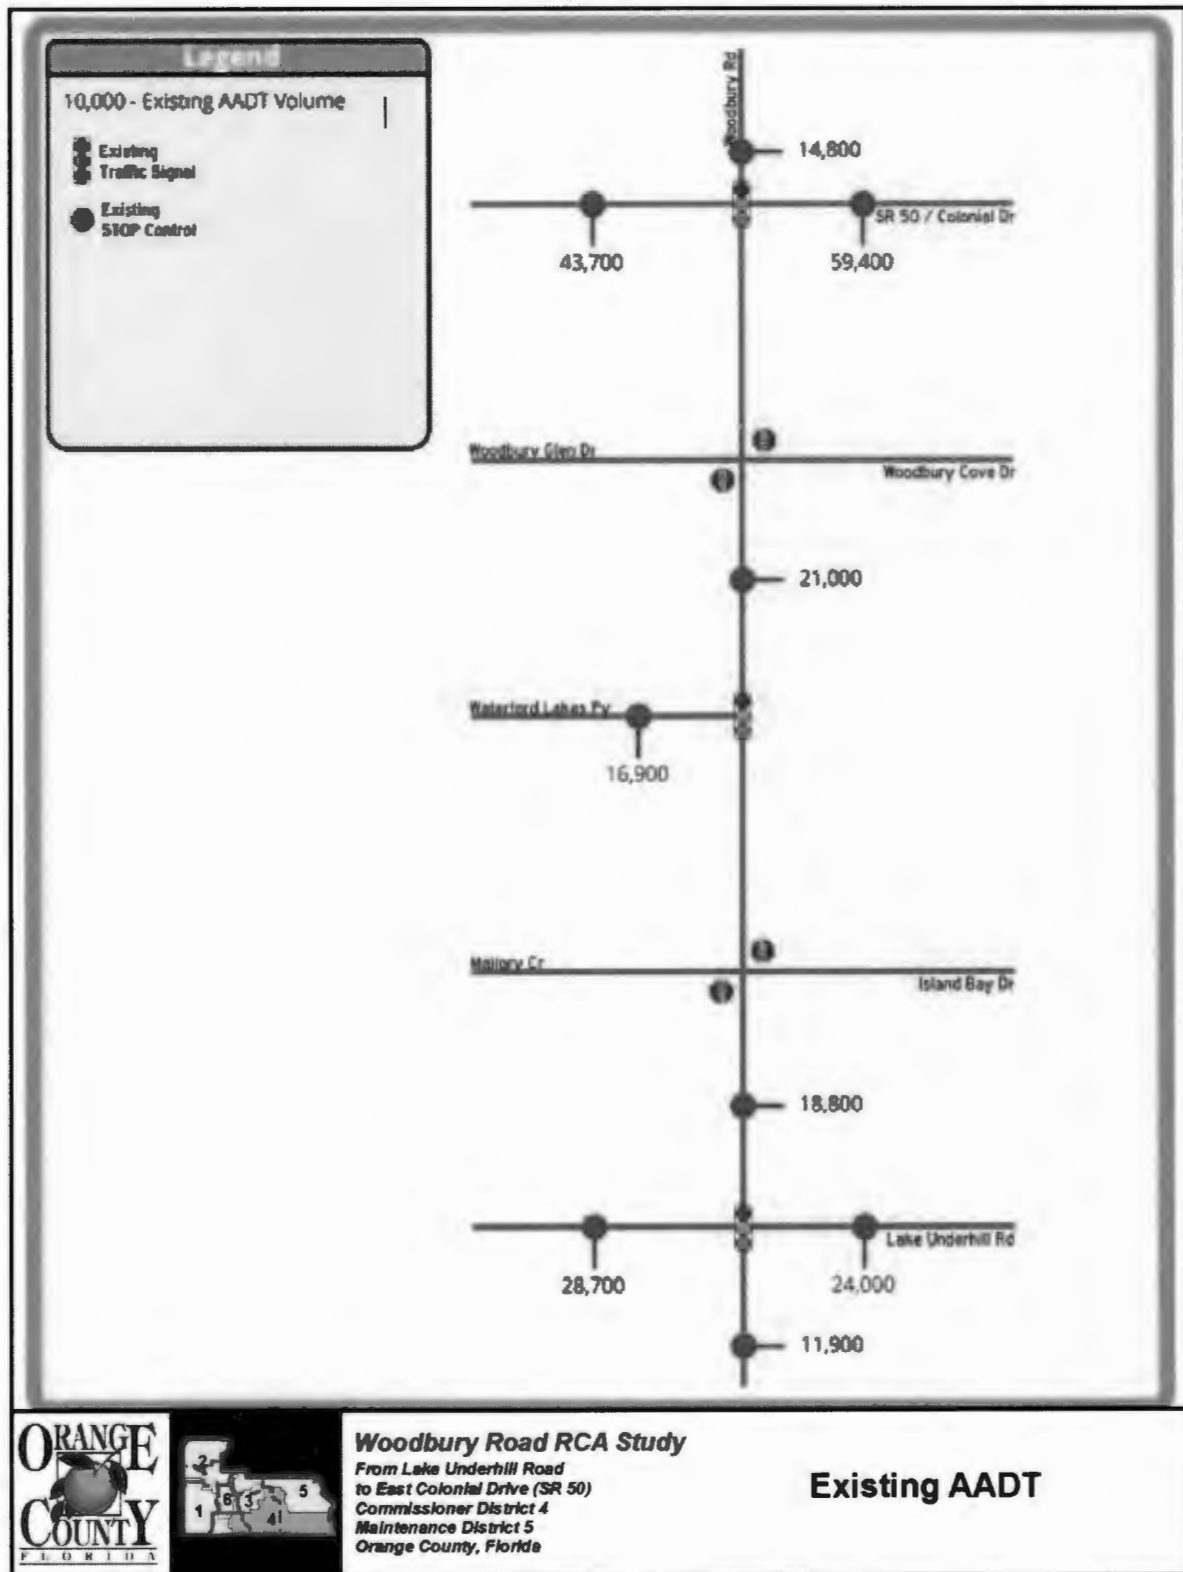 Legend
10,000 - Existing AADT Volume
Existing
Traffic Signal
Existing
STOP Control
Woodbury Rd
14,800
SR 50 / Colonial Dr
43,700
59,400
Woodbury Glen Dr
Woodbury Cove Dr
21,000
Waterford Lakes Py
16,900
Mallory Cr
Island Bay Dr
18,800
Lake Underhill Rd
28,700
24,000
11,900
ORANGE
COUNTY
FLORIDA
2
1
6
3
5
4
Woodbury Road RCA Study
From Lake Underhill Road
to East Colonial Drive (SR 50)
Commissioner District 4
Maintenance District 5
Orange County, Florida
Existing AADT